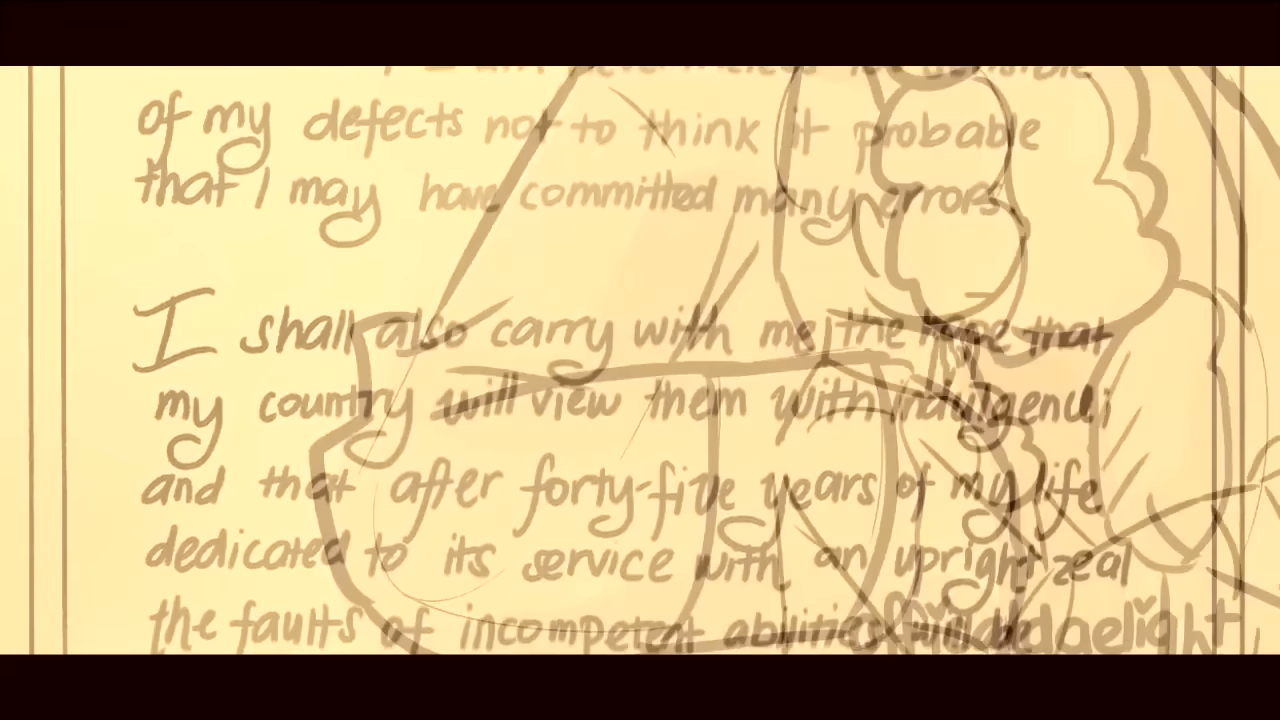 of my defects not to think it probable
that I may have committed many errors
I shall also carry with me the hope that
my country will view them with
and that after forty-five years of my life
dedicated to its service with an upright zeal
the faults of incompetent abilities will be